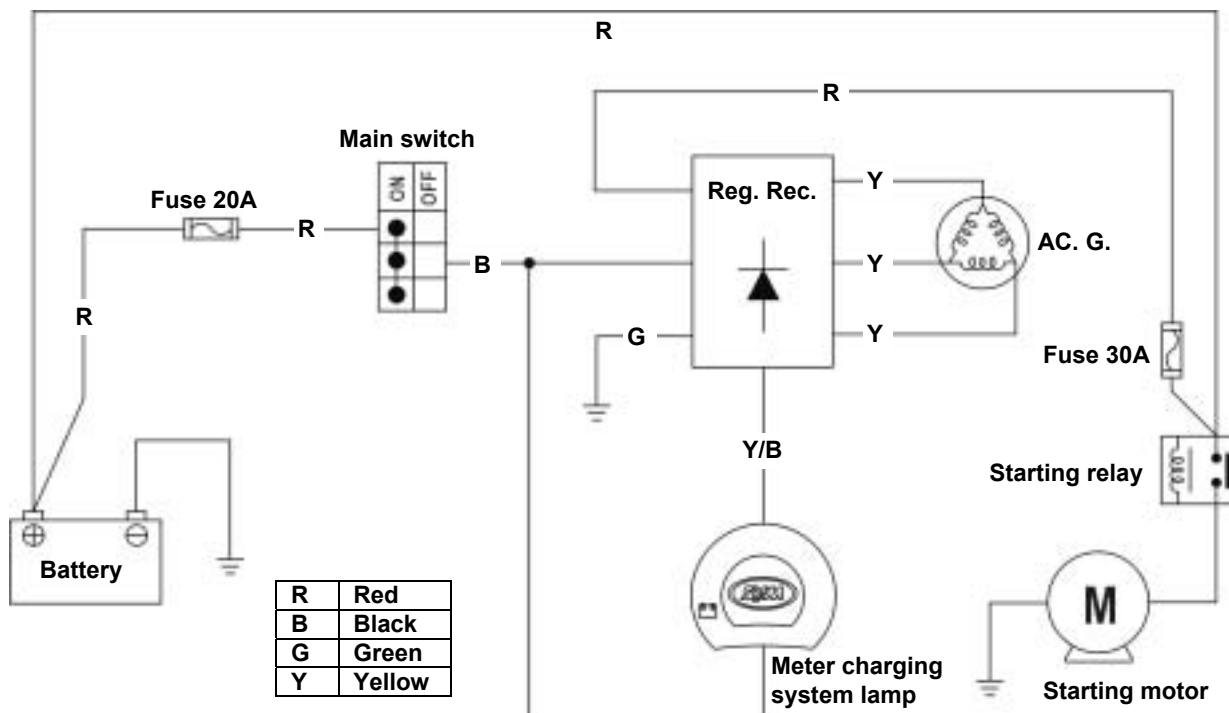 R
R
Main switch
ON
OFF
Fuse 20A
R
B
R
Reg. Rec.
Y
Y
Y
AC. G.
G
Fuse 30A
Y/B
Starting relay
Battery
R Red
B Black
G Green
Y Yellow
SYM
M
Meter charging
system lamp
Starting motor